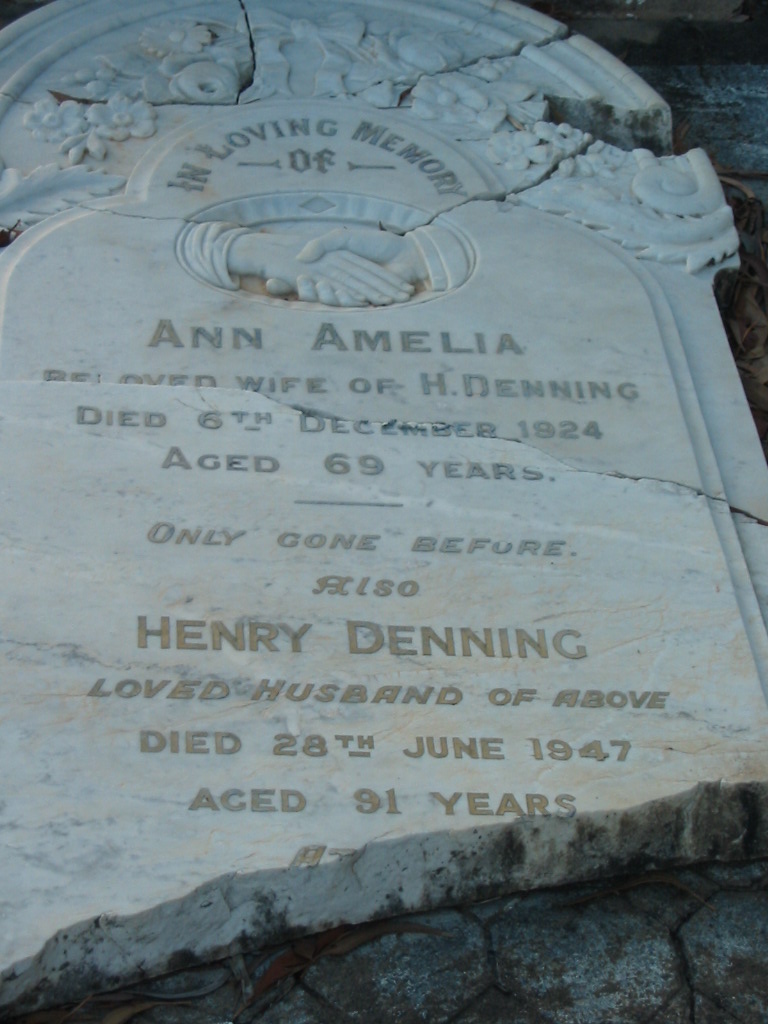 IN LOVING MEMORY
OF
ANN AMELIA
BELOVED WIFE OF H. DENNING
DIED 6TH DECEMBER 1924
AGED 69 YEARS.
ONLY GONE BEFORE.
Also
HENRY DENNING
LOVED HUSBAND OF ABOVE
DIED 28TH JUNE 1947
AGED 91 YEARS